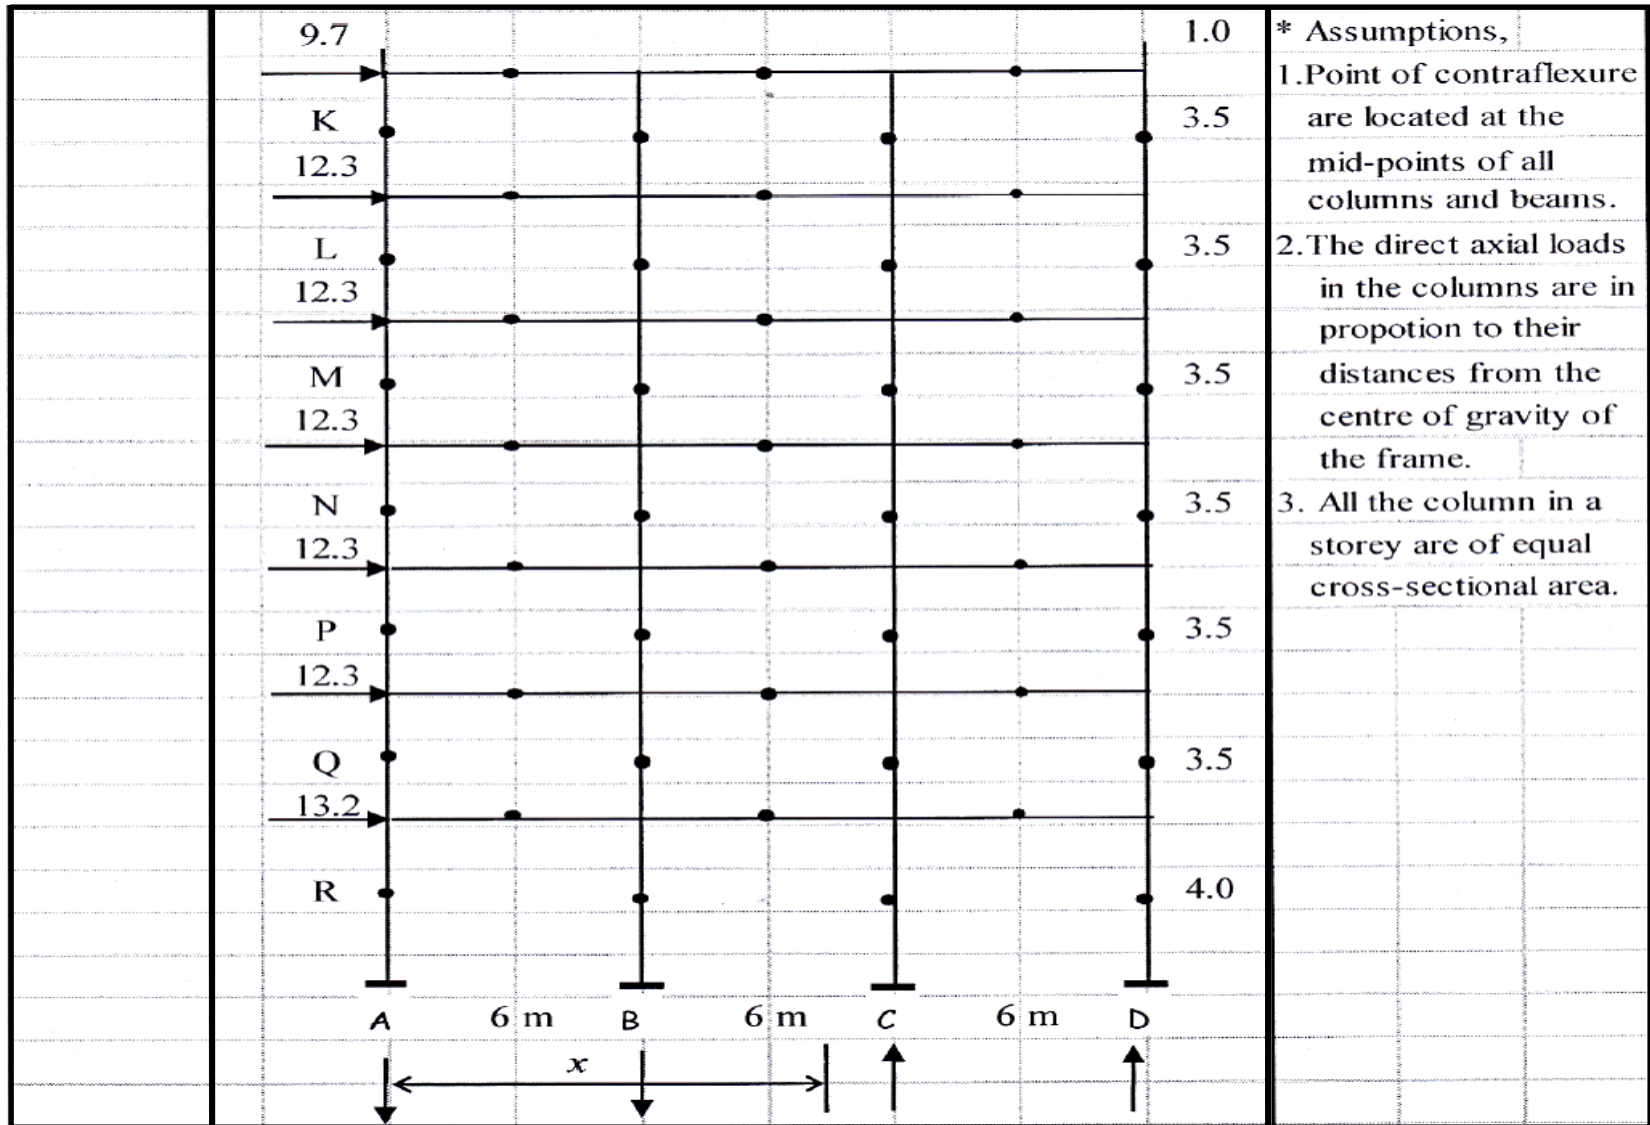 9.7
1.0
K
3.5
12.3
L
3.5
12.3
M
3.5
12.3
N
3.5
12.3
P
3.5
12.3
Q
3.5
13.2
R
4.0
A 6 m B 6 m C 6 m D
x
* Assumptions,
1.Point of contraflexure
are located at the
mid-points of all
columns and beams.
2.The direct axial loads
in the columns are in
propotion to their
distances from the
centre of gravity of
the frame.
3. All the column in a
storey are of equal
cross-sectional area.